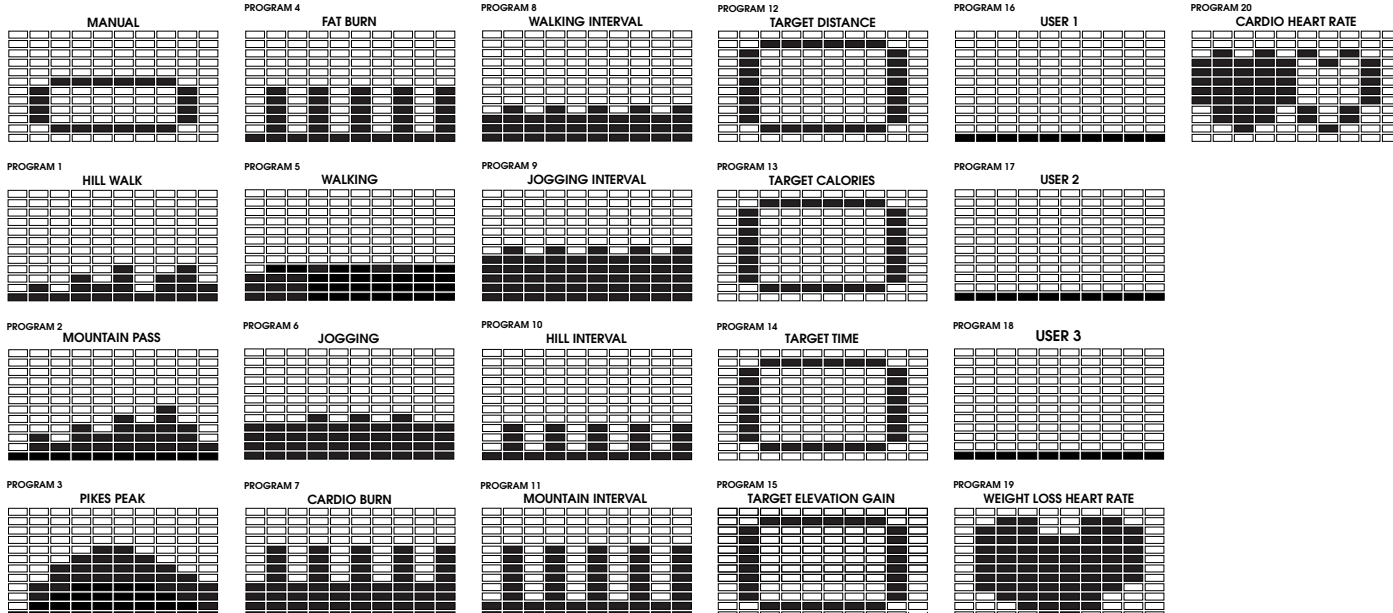 MANUAL
PROGRAM 1
HILL WALK
PROGRAM 2
MOUNTAIN PASS
PROGRAM 3
PIKES PEAK
PROGRAM 4
FAT BURN
PROGRAM 5
WALKING
PROGRAM 6
JOGGING
PROGRAM 7
CARDIO BURN
PROGRAM 8
WALKING INTERVAL
PROGRAM 9
JOGGING INTERVAL
PROGRAM 10
HILL INTERVAL
PROGRAM 11
MOUNTAIN INTERVAL
PROGRAM 12
TARGET DISTANCE
PROGRAM 13
TARGET CALORIES
PROGRAM 14
TARGET TIME
PROGRAM 15
TARGET ELEVATION GAIN
PROGRAM 16
USER 1
PROGRAM 17
USER 2
PROGRAM 18
USER 3
PROGRAM 19
WEIGHT LOSS HEART RATE
PROGRAM 20
CARDIO HEART RATE